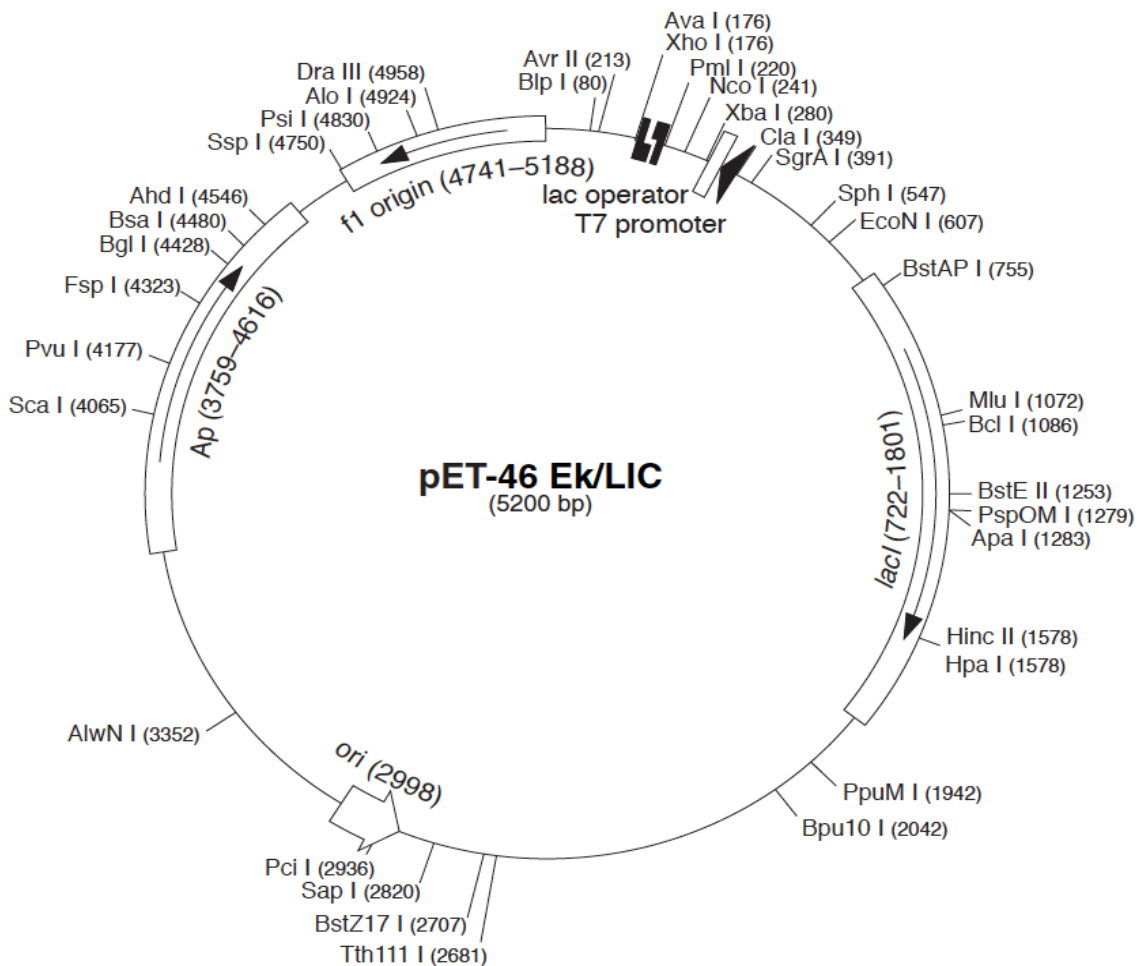 Ava I (176)
Xho I (176)
Avr II (213)
Pml I (220)
Dra III (4958)
Blp I (80)
Nco I (241)
Alo I (4924)
Xba I (280)
Psi I (4830)
Cla I (349)
Ssp I (4750)
SgrA I (391)
f1 origin (4741–5188)
lac operator
T7 promoter
Ahd I (4546)
Sph I (547)
Bsa I (4480)
EcoN I (607)
Bgl I (4428)
BstAP I (755)
Fsp I (4323)
Pvu I (4177)
Ap (3759–4616)
Sca I (4065)
Mlu I (1072)
Bcl I (1086)
pET-46 Ek/LIC
(5200 bp)
lacI (722–1801)
BstE II (1253)
PspOM I (1279)
Apa I (1283)
Hinc II (1578)
Hpa I (1578)
AlwN I (3352)
ori (2998)
PpuM I (1942)
Bpu10 I (2042)
Pci I (2936)
Sap I (2820)
BstZ17 I (2707)
Tth111 I (2681)